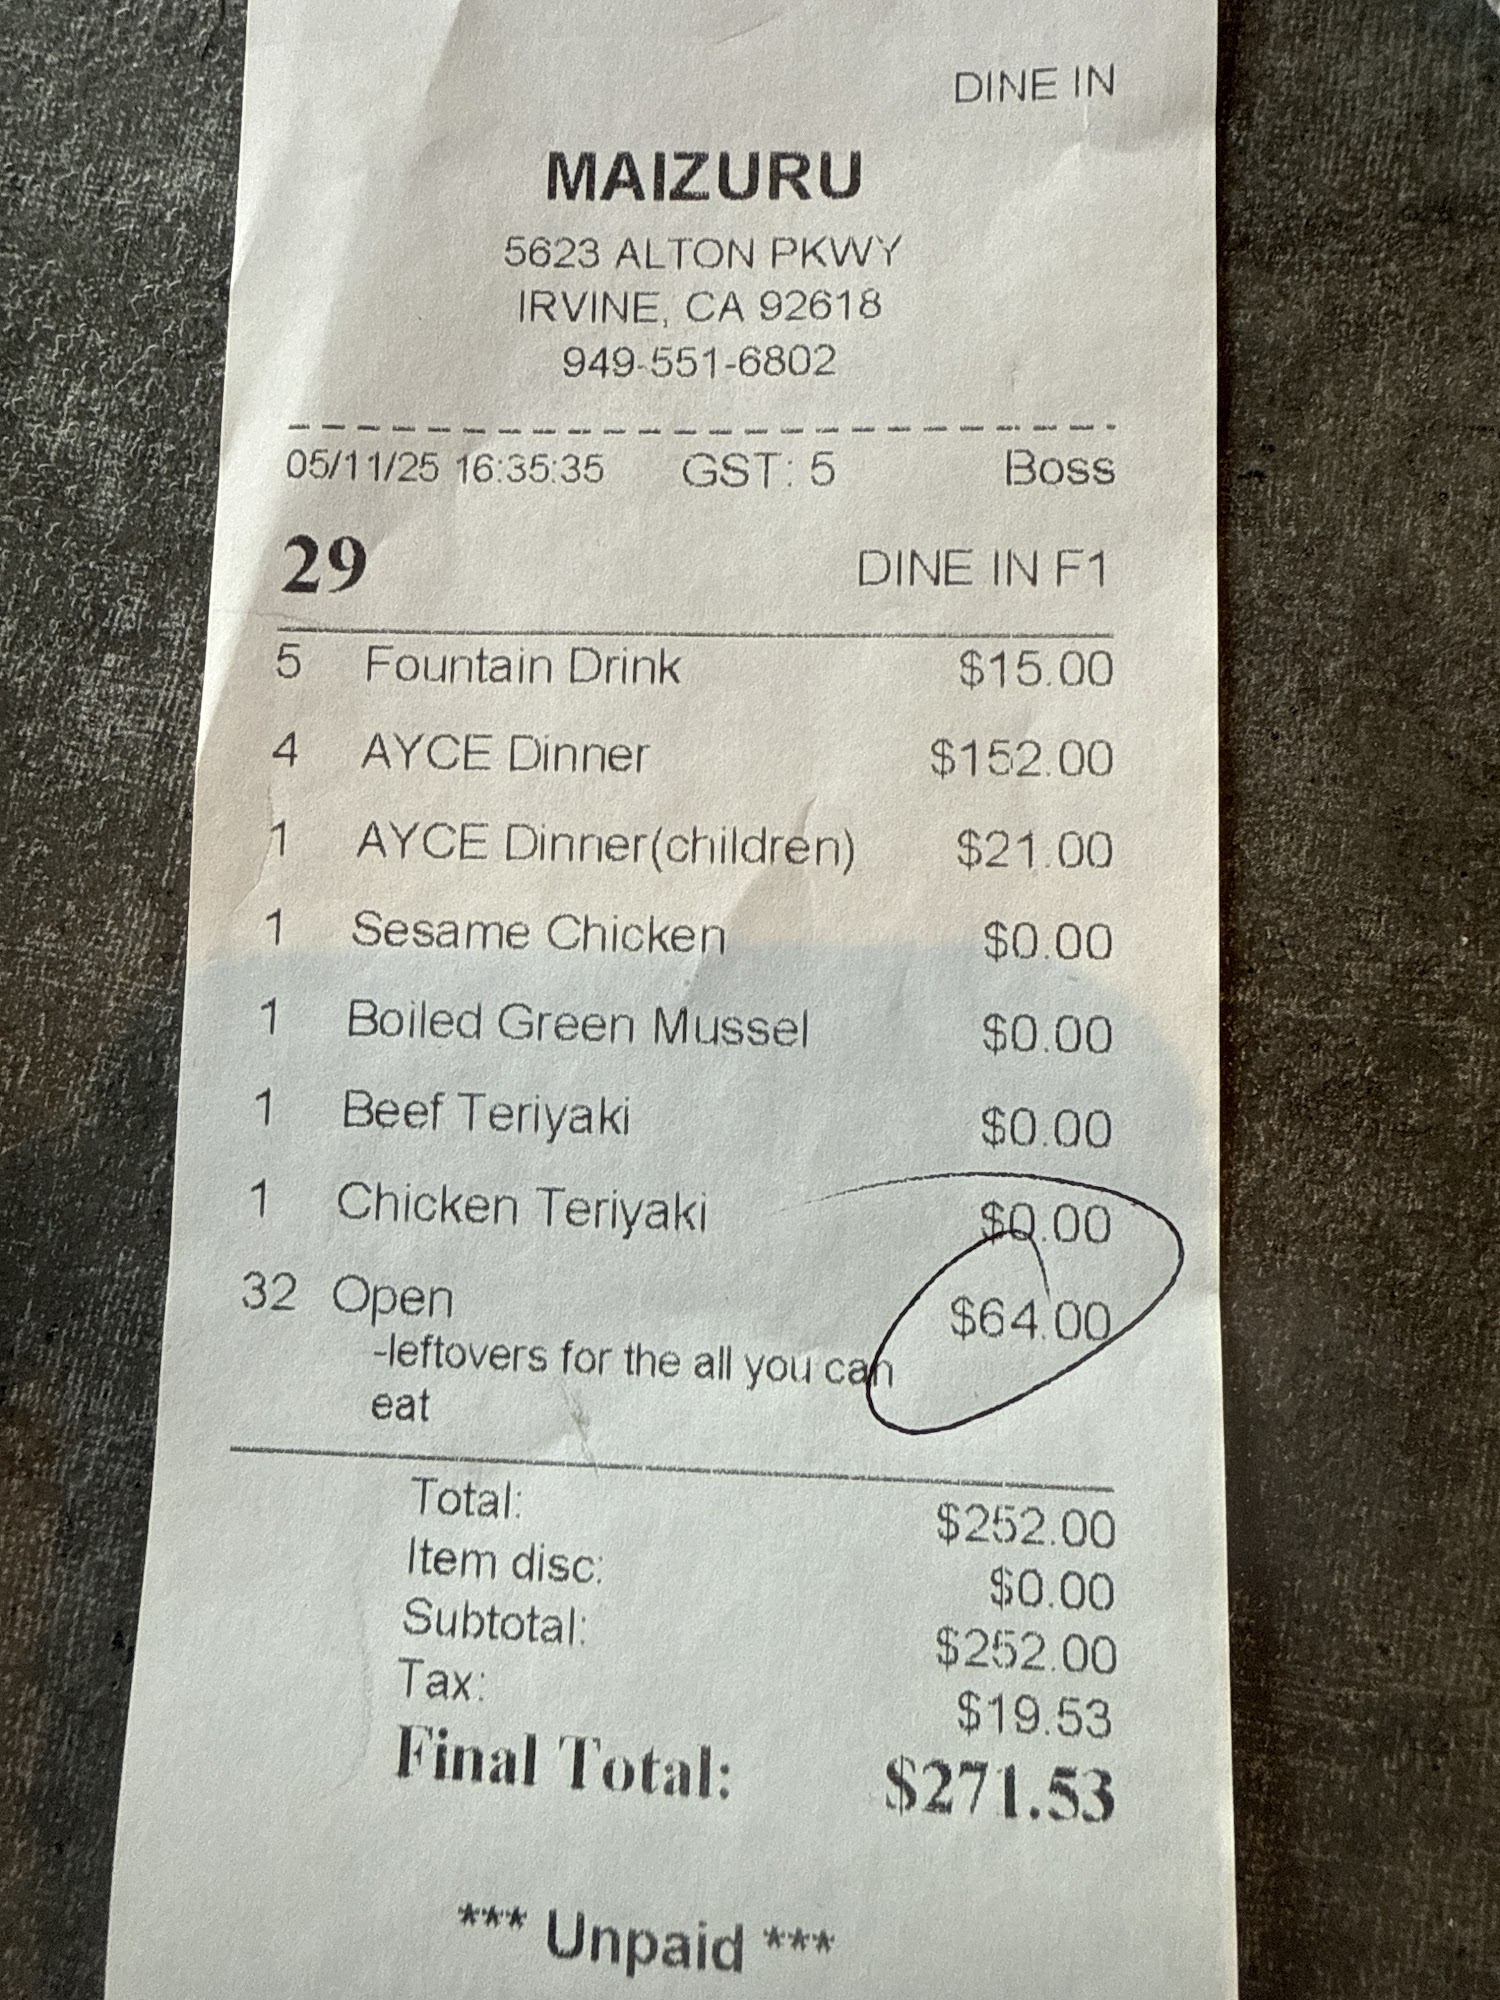 DINE IN
MAIZURU
5623 ALTON PKWY
IRVINE, CA 92618
949-551-6802
05/11/25 16:35:35 GST: 5 Boss
29 DINE IN F1
5 Fountain Drink $15.00
4 AYCE Dinner $152.00
1 AYCE Dinner(children) $21.00
1 Sesame Chicken $0.00
1 Boiled Green Mussel $0.00
1 Beef Teriyaki $0.00
1 Chicken Teriyaki $0.00
32 Open $64.00
-leftovers for the all you can
eat
Total: $252.00
Item disc: $0.00
Subtotal: $252.00
Tax: $19.53
Final Total: $271.53
*** Unpaid ***